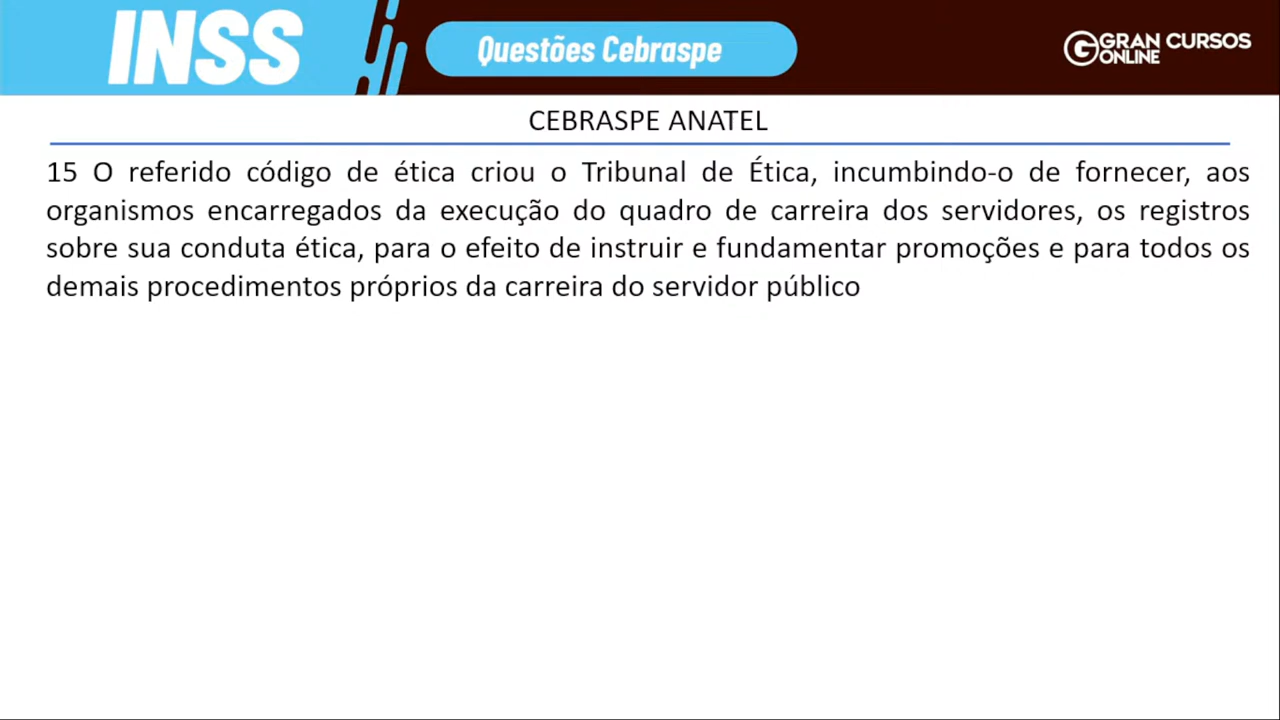 INSS
Questões Cebraspe
GRAN CURSOS
ONLINE
CEBRASPE ANATEL
15 O referido código de ética criou o Tribunal de Ética, incumbindo-o de fornecer, aos
organismos encarregados da execução do quadro de carreira dos servidores, os registros
sobre sua conduta ética, para o efeito de instruir e fundamentar promoções e para todos os
demais procedimentos próprios da carreira do servidor público